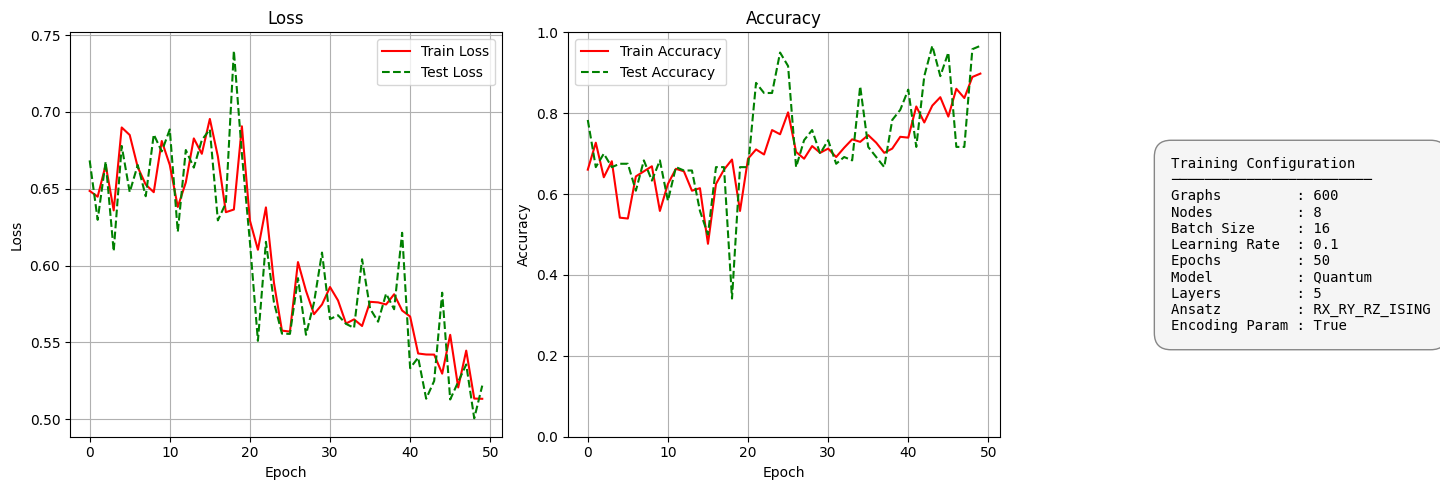 Loss
0.75
0.70
0.65
0.60
0.55
0.50
Loss
0 10 20 30 40 50
Epoch
Train Loss
Test Loss
Accuracy
1.0
0.8
0.6
0.4
0.2
0.0
Accuracy
0 10 20 30 40 50
Epoch
Train Accuracy
Test Accuracy
Training Configuration
Graphs : 600
Nodes : 8
Batch Size : 16
Learning Rate : 0.1
Epochs : 50
Model : Quantum
Layers : 5
Ansatz : RX_RY_RZ_ISING
Encoding Param : True